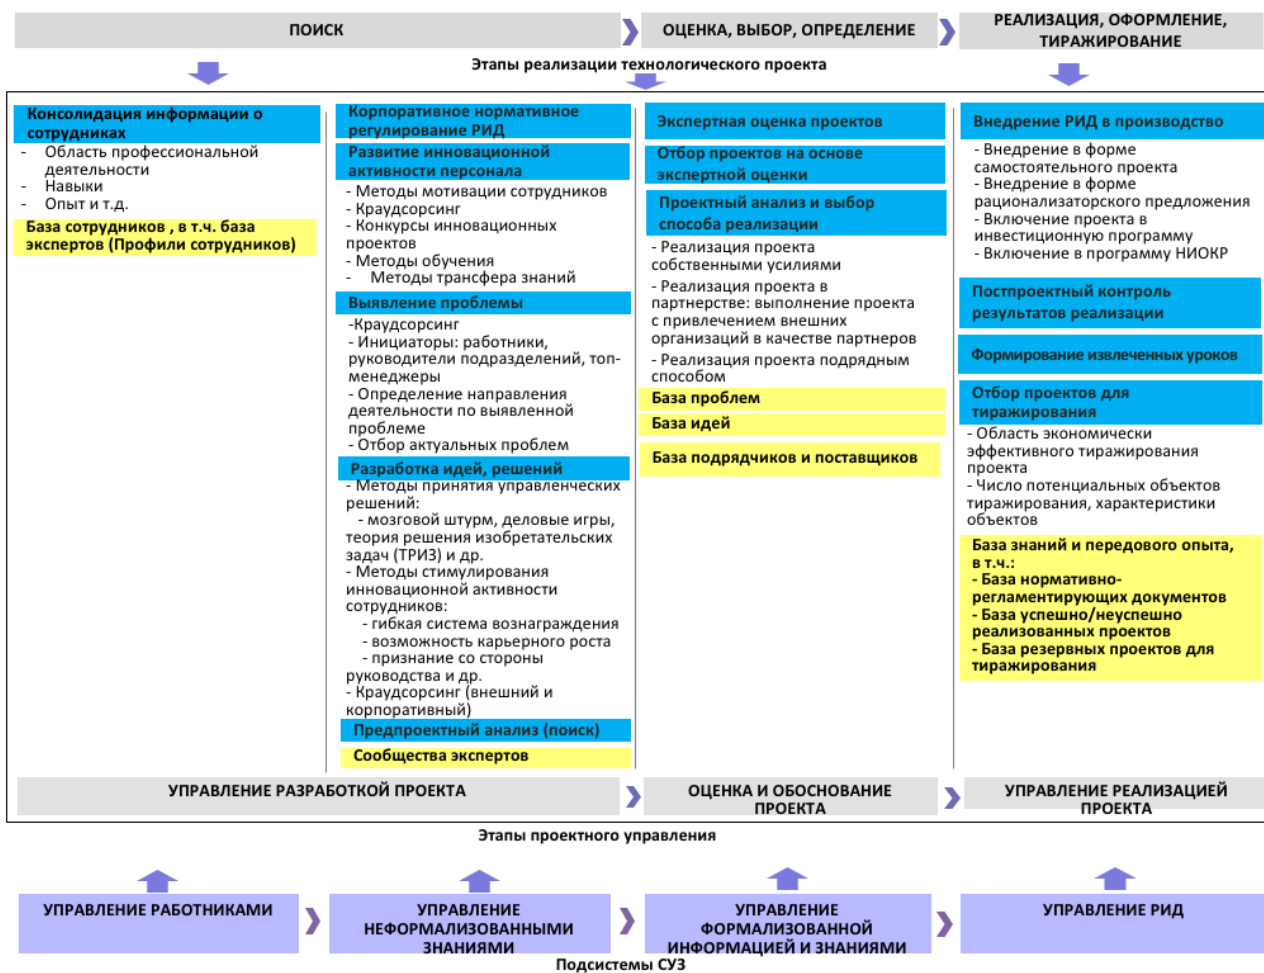 ПОИСК
ОЦЕНКА, ВЫБОР, ОПРЕДЕЛЕНИЕ
РЕАЛИЗАЦИЯ, ОФОРМЛЕНИЕ,
ТИРАЖИРОВАНИЕ
Этапы реализации технологического проекта
Консолидация информации о
сотрудниках
- Область профессиональной
деятельности
- Навыки
- Опыт и т.д.
База сотрудников , в т.ч. база
экспертов (Профили сотрудников)
Корпоративное нормативное
регулирование РИД
Развитие инновационной
активности персонала
- Методы мотивации сотрудников
- Краудсорсинг
- Конкурсы инновационных
проектов
- Методы обучения
- Методы трансфера знаний
Выявление проблемы
-Краудсорсинг
- Инициаторы: работники,
руководители подразделений, топ-
менеджеры
- Определение направления
деятельности по выявленной
проблеме
- Отбор актуальных проблем
Разработка идей, решений
- Методы принятия управленческих
решений:
- мозговой штурм, деловые игры,
теория решения изобретательских
задач (ТРИЗ) и др.
- Методы стимулирования
инновационной активности
сотрудников:
- гибкая система вознаграждения
- возможность карьерного роста
- признание со стороны
руководства и др.
- Краудсорсинг (внешний и
корпоративный)
Предпроектный анализ (поиск)
Сообщества экспертов
Экспертная оценка проектов
Отбор проектов на основе
экспертной оценки
Проектный анализ и выбор
способа реализации
- Реализация проекта
собственными усилиями
- Реализация проекта в
партнерстве: выполнение проекта
с привлечением внешних
организаций в качестве партнеров
- Реализация проекта подрядным
способом
База проблем
База идей
База подрядчиков и поставщиков
Внедрение РИД в производство
- Внедрение в форме
самостоятельного проекта
- Внедрение в форме
рационализаторского предложения
- Включение проекта в
инвестиционную программу
- Включение в программу НИОКР
Постпроектный контроль
результатов реализации
Формирование извлеченных уроков
Отбор проектов для
тиражирования
- Область экономически
эффективного тиражирования
проекта
- Число потенциальных объектов
тиражирования, характеристики
объектов
База знаний и передового опыта,
в т.ч.:
- База нормативно-
регламентирующих документов
- База успешно/неуспешно
реализованных проектов
- База резервных проектов для
тиражирования
УПРАВЛЕНИЕ РАЗРАБОТКОЙ ПРОЕКТА
ОЦЕНКА И ОБОСНОВАНИЕ
ПРОЕКТА
УПРАВЛЕНИЕ РЕАЛИЗАЦИЕЙ
ПРОЕКТА
Этапы проектного управления
УПРАВЛЕНИЕ РАБОТНИКАМИ
УПРАВЛЕНИЕ
НЕФОРМАЛИЗОВАННЫМИ
ЗНАНИЯМИ
УПРАВЛЕНИЕ
ФОРМАЛИЗОВАННОЙ
ИНФОРМАЦИЕЙ И ЗНАНИЯМИ
УПРАВЛЕНИЕ РИД
Подсистемы СУЗ